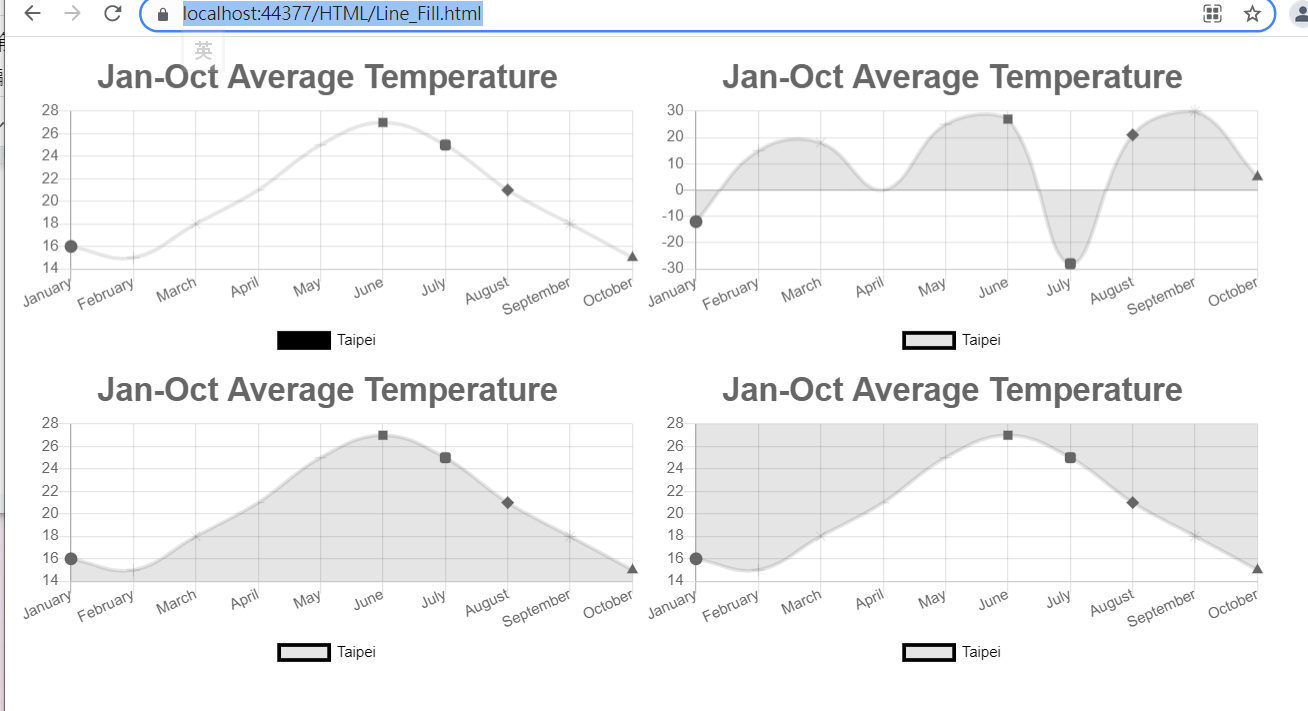 localhost:44377/HTML/Line_Fill.html
英
Jan-Oct Average Temperature
28
26
24
22
20
18
16
14
January
February
March
April
May
June
July
August
September
October
Taipei
Jan-Oct Average Temperature
30
20
10
0
-10
-20
-30
January
February
March
April
May
June
July
August
September
October
Taipei
Jan-Oct Average Temperature
28
26
24
22
20
18
16
14
January
February
March
April
May
June
July
August
September
October
Taipei
Jan-Oct Average Temperature
28
26
24
22
20
18
16
14
January
February
March
April
May
June
July
August
September
October
Taipei